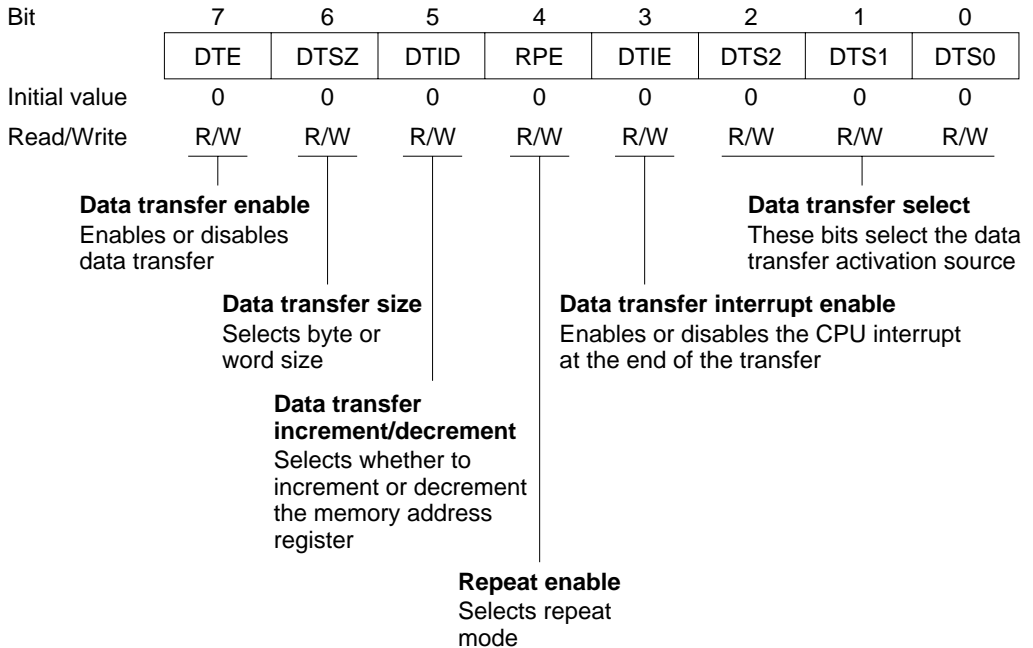 Bit 7 6 5 4 3 2 1 0
DTE DTSZ DTID RPE DTIE DTS2 DTS1 DTS0
Initial value 0 0 0 0 0 0 0 0
Read/Write R/W R/W R/W R/W R/W R/W R/W R/W
Data transfer enable
Enables or disables
data transfer
Data transfer select
These bits select the data
transfer activation source
Data transfer size
Selects byte or
word size
Data transfer interrupt enable
Enables or disables the CPU interrupt
at the end of the transfer
Data transfer
increment/decrement
Selects whether to
increment or decrement
the memory address
register
Repeat enable
Selects repeat
mode